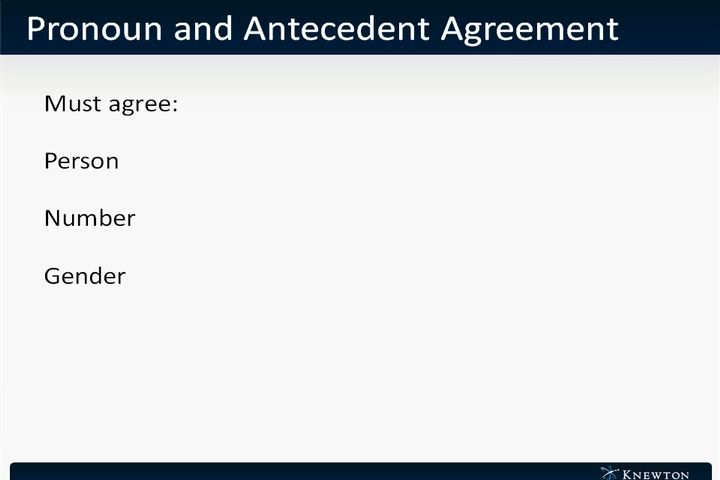 Pronoun and Antecedent Agreement
Must agree:
Person
Number
Gender
KNEWTON